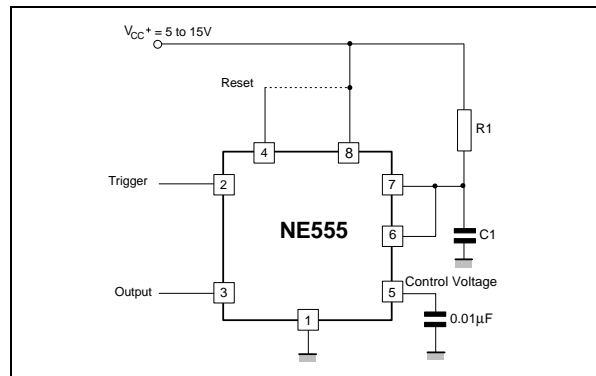 VCC+ = 5 to 15V
Reset
R1
4
8
Trigger
2
7
NE555
6
C1
Control Voltage
Output
3
5
0.01µF
1